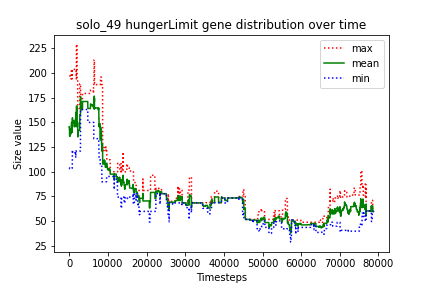 solo_49 hungerLimit gene distribution over time
max
mean
min
Size value
225
200
175
150
125
100
75
50
25
0 10000 20000 30000 40000 50000 60000 70000 80000
Timesteps